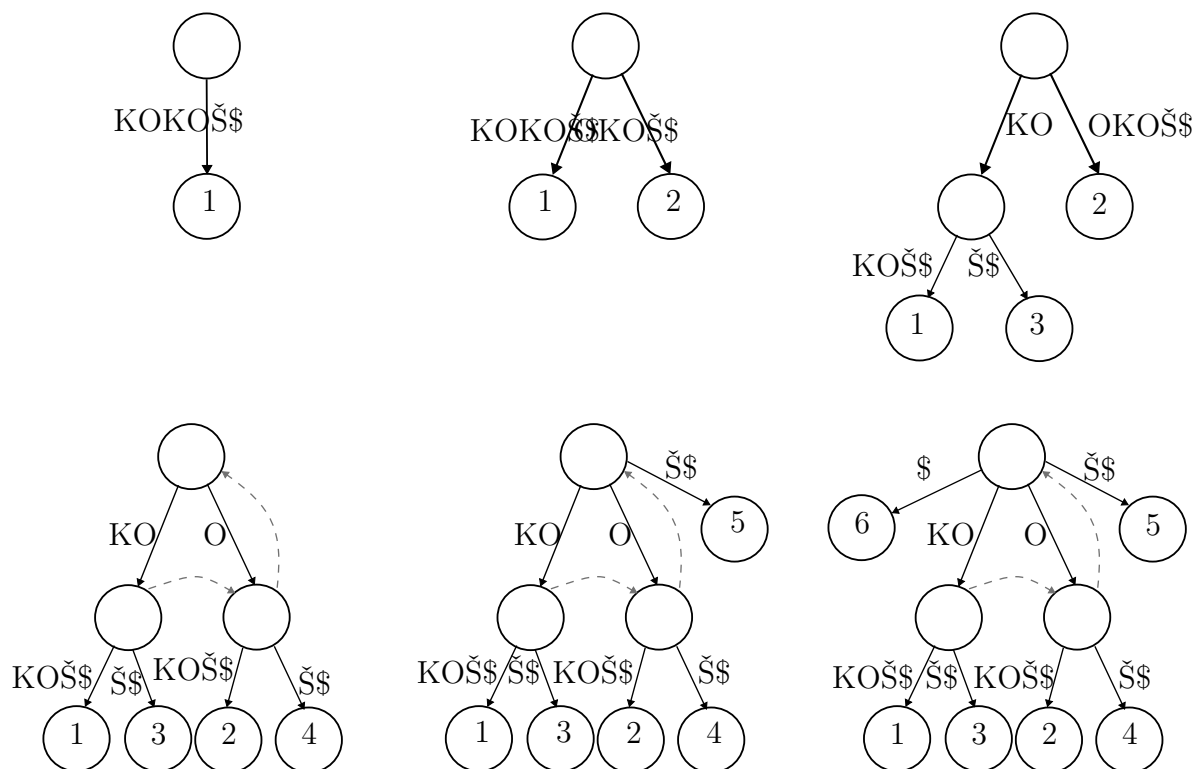 KOKOŠ$
1
KOKOŠ$ OKOŠ$
1 2
KO OKOŠ$
2
KOŠ$ Š$
1 3
KO O
KOŠ$ Š$ KOŠ$ Š$
1 3 2 4
Š$
5
KO O
KOŠ$ Š$ KOŠ$ Š$
1 3 2 4
$ Š$
6 5
KO O
KOŠ$ Š$ KOŠ$ Š$
1 3 2 4